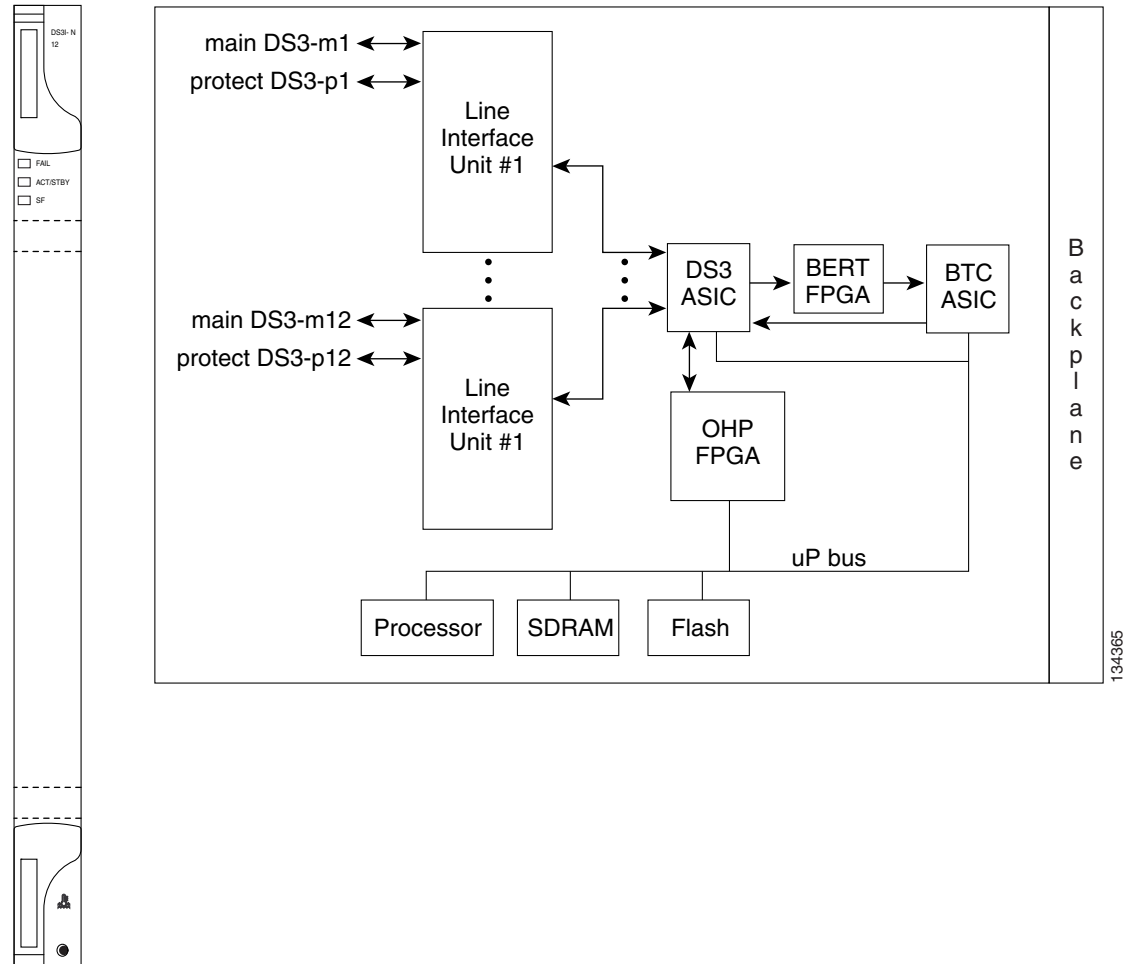 DS3I- N
12
FAIL
ACT/STBY
SF
main DS3-m1
protect DS3-p1
Line
Interface
Unit #1
main DS3-m12
protect DS3-p12
Line
Interface
Unit #1
DS3
ASIC
BERT
FPGA
BTC
ASIC
OHP
FPGA
uP bus
Processor
SDRAM
Flash
Backplane
134365